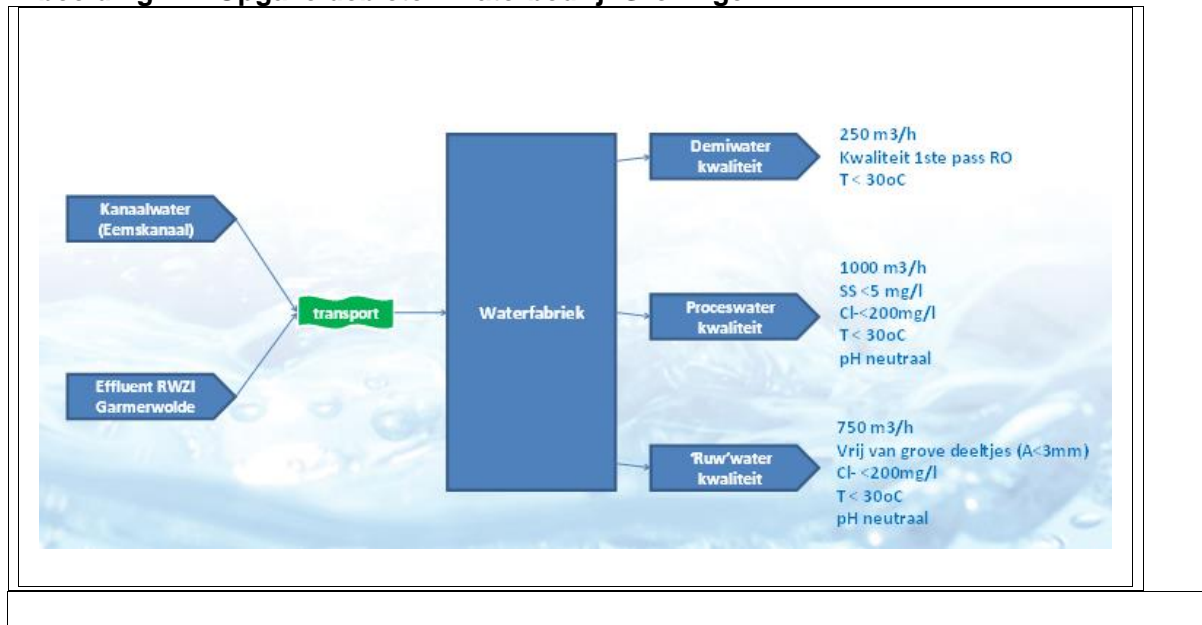 Kanaalwater
(Eemskanaal)
Effluent RWZI
Garmerwolde
transport
Waterfabriek
Demiwater
kwaliteit
250 m3/h
Kwaliteit 1ste pass RO
T< 30oC
Proceswater
kwaliteit
1000 m3/h
SS <5 mg/l
Cl-<200mg/l
T< 30oC
pH neutraal
'Ruw'water
kwaliteit
750 m3/h
Vrij van grove deeltjes (A<3mm)
Cl- <200mg/l
T< 30oC
pH neutraal